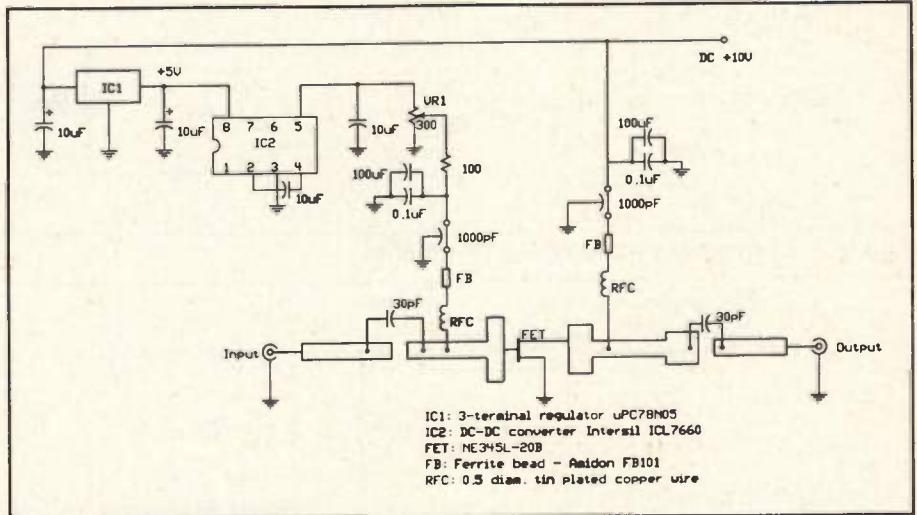 DC +10V
+5V
IC1
10uF
10uF
8 7 6 5
IC2
1 2 3 4
10uF
10uF
VR1
300
100
100uF
0.1uF
1000pF
FB
RFC
100uF
0.1uF
1000pF
FB
RFC
30pF
FET
30pF
Input
Output
IC1: 3-terminal regulator uPC78N05
IC2: DC-DC converter Intersil ICL7660
FET: NE345L-20B
FB: Ferrite bead - Amidon FB101
RFC: 0.5 diam. tin plated copper wire